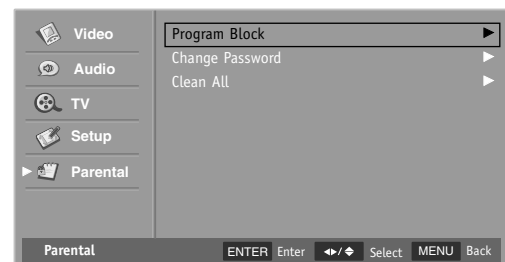 Video
Audio
TV
Setup
Parental
Program Block
Change Password
Clean All
Parental ENTER Enter ◂▸/◆ Select MENU Back